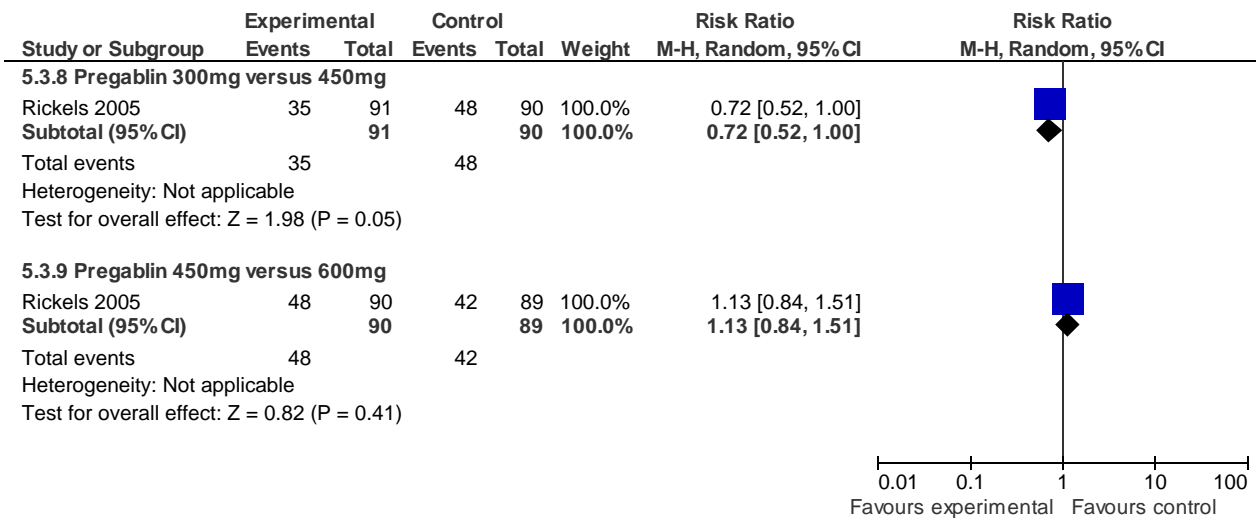 Experimental Control Risk Ratio Risk Ratio
Study or Subgroup Events Total Events Total Weight M-H, Random, 95% CI M-H, Random, 95% CI
5.3.8 Pregablin 300mg versus 450mg
Rickels 2005 35 91 48 90 100.0% 0.72 [0.52, 1.00]
Subtotal (95% CI) 91 90 100.0% 0.72 [0.52, 1.00]
Total events 35 48
Heterogeneity: Not applicable
Test for overall effect: Z = 1.98 (P = 0.05)
5.3.9 Pregablin 450mg versus 600mg
Rickels 2005 48 90 42 89 100.0% 1.13 [0.84, 1.51]
Subtotal (95% CI) 90 89 100.0% 1.13 [0.84, 1.51]
Total events 48 42
Heterogeneity: Not applicable
Test for overall effect: Z = 0.82 (P = 0.41)
0.01 0.1 1 10 100
Favours experimental Favours control